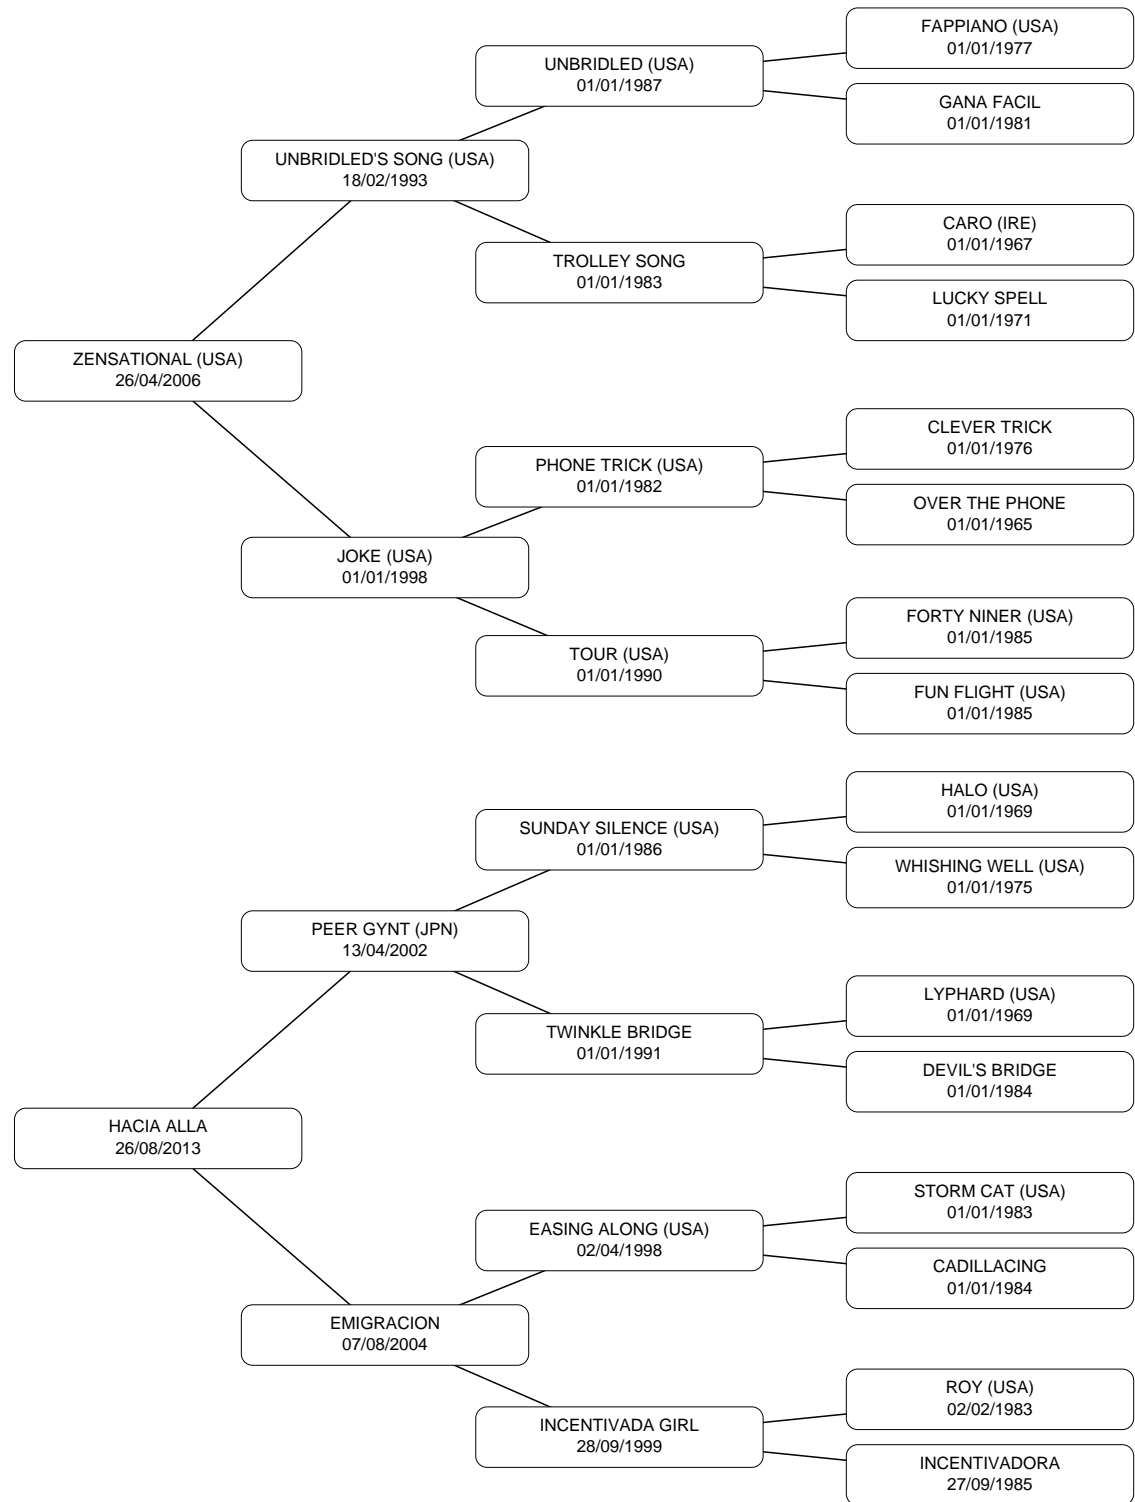 FAPPIANO (USA)
01/01/1977
UNBRIDLED (USA)
01/01/1987
GANA FACIL
01/01/1981
UNBRIDLED'S SONG (USA)
18/02/1993
CARO (IRE)
01/01/1967
TROLLEY SONG
01/01/1983
LUCKY SPELL
01/01/1971
ZENSATIONAL (USA)
26/04/2006
CLEVER TRICK
01/01/1976
PHONE TRICK (USA)
01/01/1982
OVER THE PHONE
01/01/1965
JOKE (USA)
01/01/1998
FORTY NINER (USA)
01/01/1985
TOUR (USA)
01/01/1990
FUN FLIGHT (USA)
01/01/1985
HALO (USA)
01/01/1969
SUNDAY SILENCE (USA)
01/01/1986
WHISHING WELL (USA)
01/01/1975
PEER GYNT (JPN)
13/04/2002
LYPHARD (USA)
01/01/1969
TWINKLE BRIDGE
01/01/1991
DEVIL'S BRIDGE
01/01/1984
HACIA ALLA
26/08/2013
STORM CAT (USA)
01/01/1983
EASING ALONG (USA)
02/04/1998
CADILLACING
01/01/1984
EMIGRACION
07/08/2004
ROY (USA)
02/02/1983
INCENTIVADA GIRL
28/09/1999
INCENTIVADORA
27/09/1985